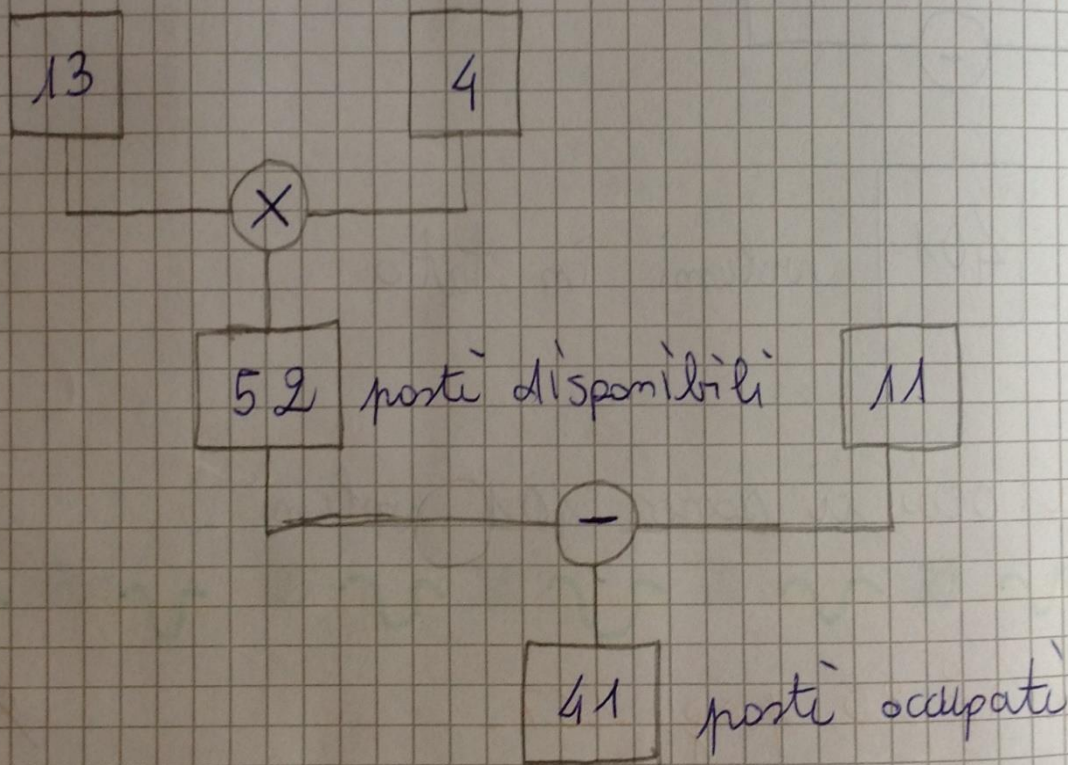 13 4
×
52 posti disponibili 11
−
41 posti occupati